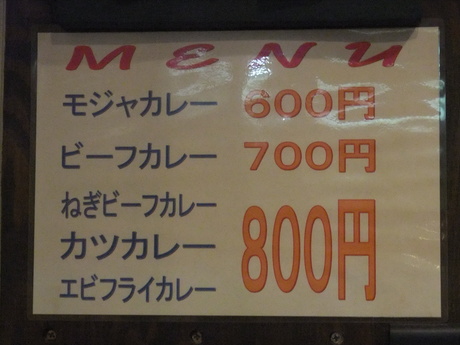 MENU
モジャカレー 600円
ビーフカレー 700円
ねぎビーフカレー
カツカレー 800円
エビフライカレー